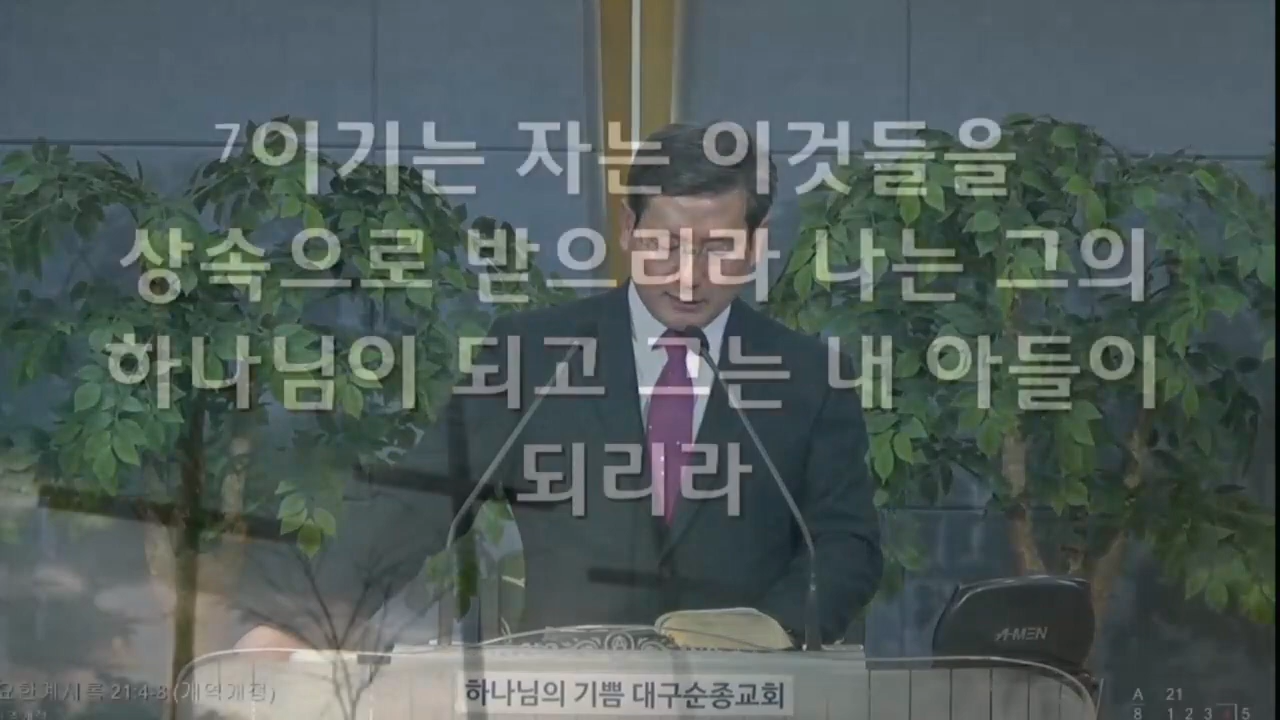 7이기는 자는 이것들을
상속으로 받으리라 나는 그의
하나님이 되고 그는 내 아들이
되리라
A-MEN
요한계시록 21:4-8 (개역개정)
하나님의 기쁨 대구순종교회
A 21
8 1 2 3 5